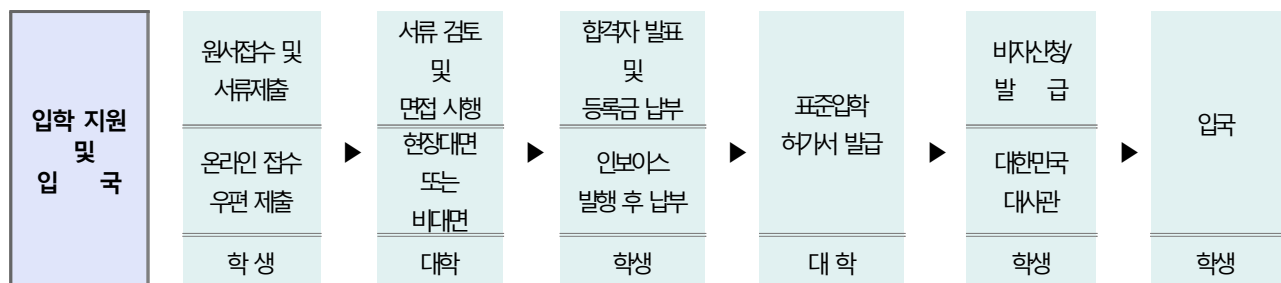 입학 지원
및
입 국
원서접수 및
서류제출
온라인 접수
우편 제출
학 생
▶
서류 검토
및
면접 시행
현장대면
또는
비대면
대학
▶
합격자 발표
및
등록금 납부
인보이스
발행 후 납부
학생
▶
표준입학
허가서 발급
대 학
▶
비자신청/
발 급
대한민국
대사관
학생
▶
입국
학생